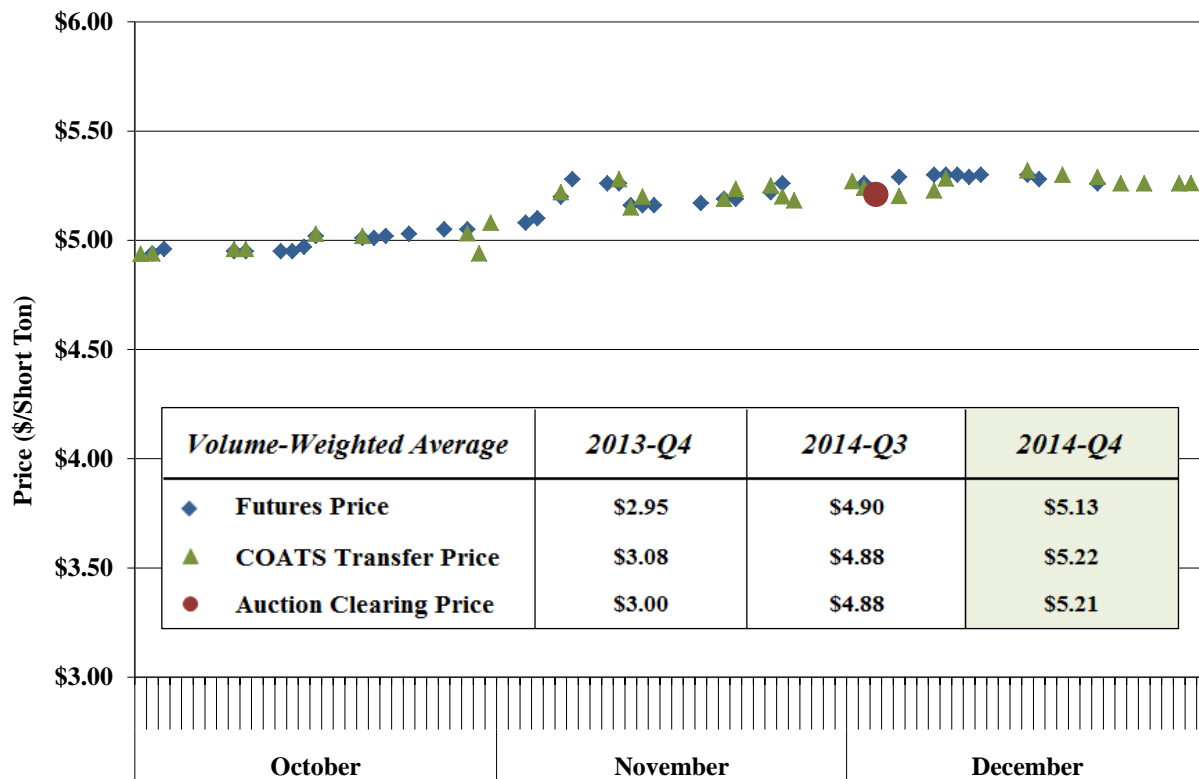 $6.00
$5.50
$5.00
$4.50
$4.00
$3.50
$3.00
Price ($/Short Ton)
Volume-Weighted Average 2013-Q4 2014-Q3 2014-Q4
Futures Price $2.95 $4.90 $5.13
COATS Transfer Price $3.08 $4.88 $5.22
Auction Clearing Price $3.00 $4.88 $5.21
October November December